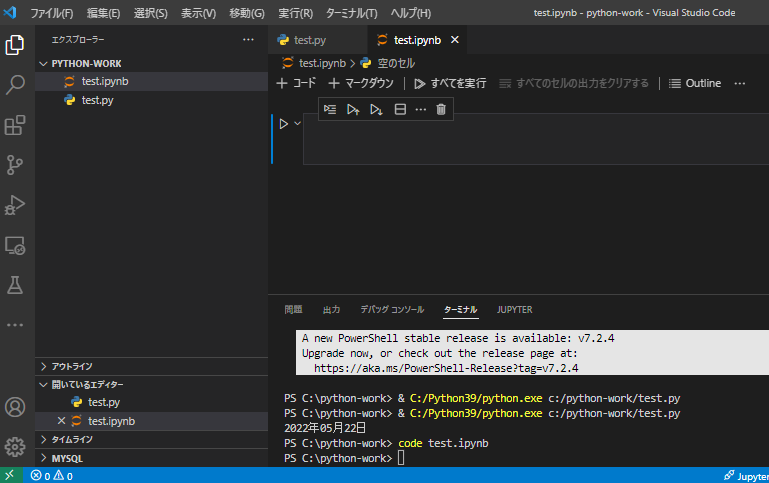 ファイル(F) 編集(E) 選択(S) 表示(V) 移動(G) 実行(R) ターミナル(T) ヘルプ(H) test.ipynb - python-work - Visual Studio Code
エクスプローラー ···
PYTHON-WORK
test.ipynb
test.py
アウトライン
開いているエディター
test.py
test.ipynb
タイムライン
MYSQL
test.py test.ipynb
test.ipynb > 空のセル
+ コード + マークダウン すべてを実行 すべてのセルの出力をクリアする Outline ···
問題 出力 デバッグ コンソール ターミナル JUPYTER
A new PowerShell stable release is available: v7.2.4
Upgrade now, or check out the release page at:
https://aka.ms/PowerShell-Release?tag=v7.2.4
PS C:\python-work> & C:/Python39/python.exe c:/python-work/test.py
PS C:\python-work> & C:/Python39/python.exe c:/python-work/test.py
2022年05月22日
PS C:\python-work> code test.ipynb
PS C:\python-work>
0 0 Jupyter